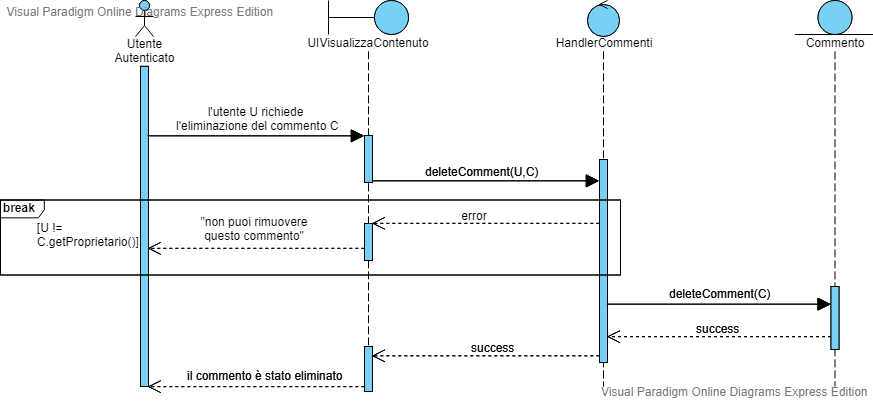 Visual Paradigm Online Diagrams Express Edition
Utente
Autenticato
UIVisualizzaContenuto
HandlerCommenti
Commento
l'utente U richiede
l'eliminazione del commento C
deleteComment(U,C)
break
[U !=
C.getProprietario()]
error
"non puoi rimuovere
questo commento"
deleteComment(C)
success
success
il commento è stato eliminato
Visual Paradigm Online Diagrams Express Edition